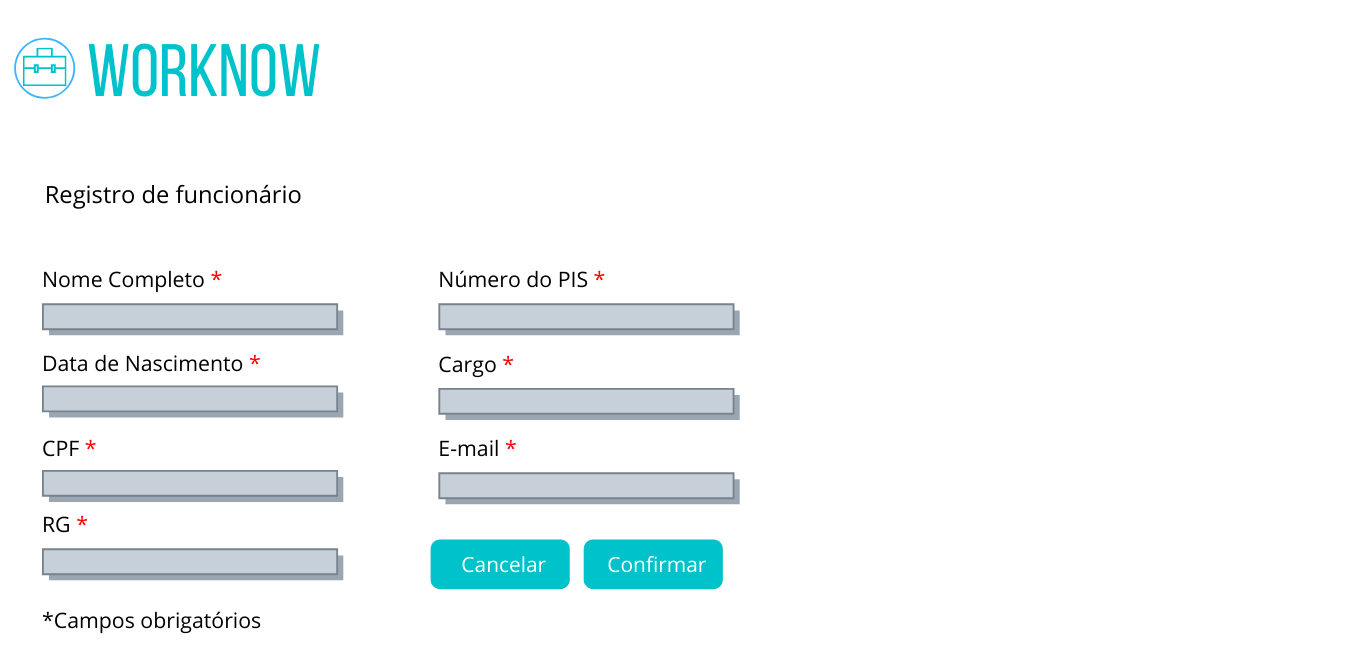 WORKNOW
Registro de funcionário
Nome Completo *
Data de Nascimento *
CPF *
RG *
*Campos obrigatórios
Número do PIS *
Cargo *
E-mail *
Cancelar
Confirmar